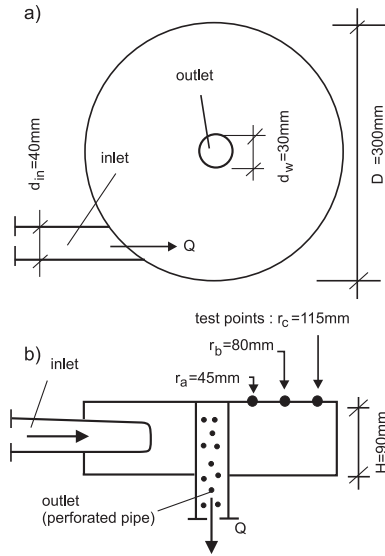 a)
outlet
d_in=40mm
inlet
d_w=30mm
D = 300mm
Q
test points : r_c=115mm
b)
r_b=80mm
inlet
r_a=45mm
H=90mm
outlet
(perforated pipe)
Q